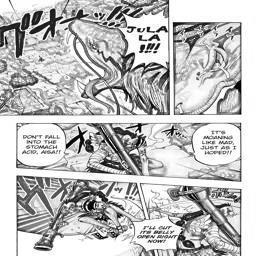 JULA
LA
!!!
IT'S
MOANING
LIKE MAD,
JUST AS I
HOPED!!
DON'T FALL
INTO THE
STOMACH
ACID, AISA!!
I'LL CUT
ITS BELLY
OPEN RIGHT
NOW!